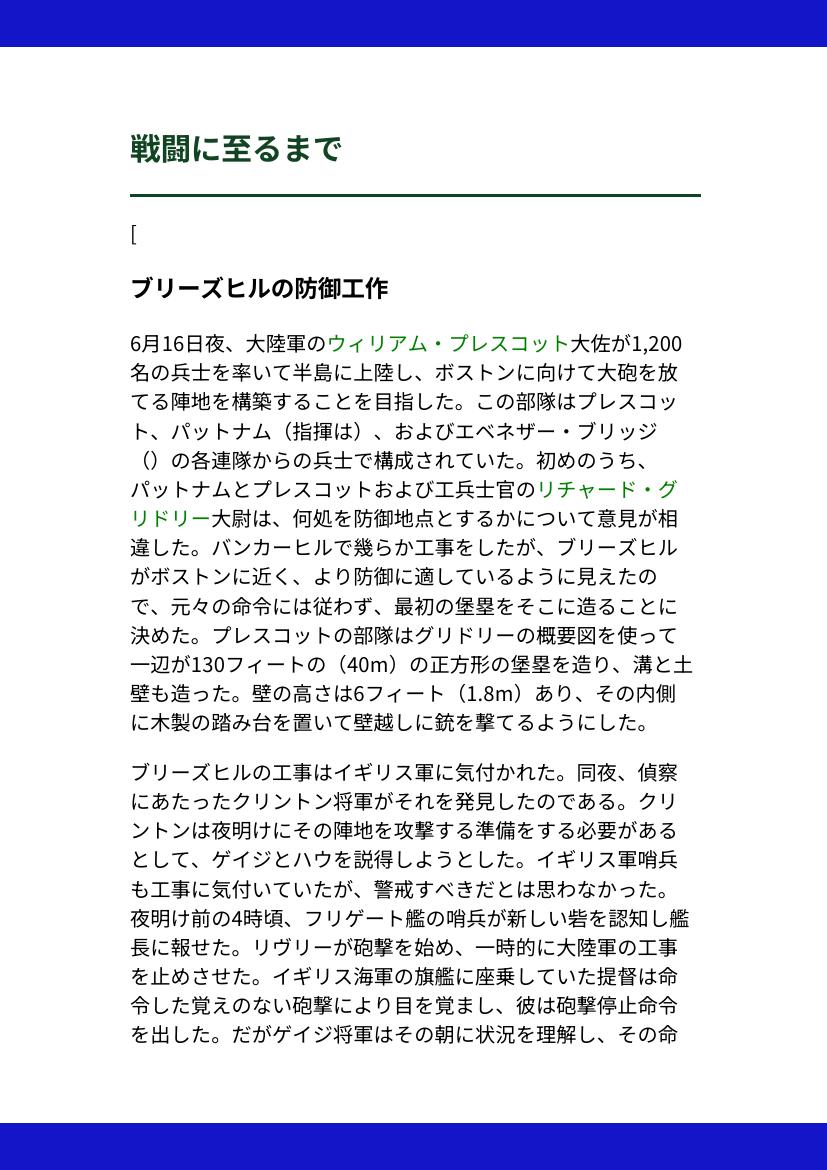 戦闘に至るまで
[
ブリーズヒルの防御工作
6月16日夜、大陸軍のウィリアム・プレスコット大佐が1,200
名の兵士を率いて半島に上陸し、ボストンに向けて大砲を放
てる陣地を構築することを目指した。この部隊はプレスコッ
ト、パットナム（指揮は）、およびエベネザー・ブリッジ
（）の各連隊からの兵士で構成されていた。初めのうち、
パットナムとプレスコットおよび工兵士官のリチャード・グ
リドリー大尉は、何処を防御地点とするかについて意見が相
違した。バンカーヒルで幾らか工事をしたが、ブリーズヒル
がボストンに近く、より防御に適しているように見えたの
で、元々の命令には従わず、最初の堡塁をそこに造ることに
決めた。プレスコットの部隊はグリドリーの概要図を使って
一辺が130フィートの（40m）の正方形の堡塁を造り、溝と土
壁も造った。壁の高さは6フィート（1.8m）あり、その内側
に木製の踏み台を置いて壁越しに銃を撃てるようにした。
ブリーズヒルの工事はイギリス軍に気付かれた。同夜、偵察
にあたったクリントン将軍がそれを発見したのである。クリ
ントンは夜明けにその陣地を攻撃する準備をする必要がある
として、ゲイジとハウを説得しようとした。イギリス軍哨兵
も工事に気付いていたが、警戒すべきだとは思わなかった。
夜明け前の4時頃、フリゲート艦の哨兵が新しい砦を認知し艦
長に報せた。リヴリーが砲撃を始め、一時的に大陸軍の工事
を止めさせた。イギリス海軍の旗艦に座乗していた提督は命
令した覚えのない砲撃により目を覚まし、彼は砲撃停止命令
を出した。だがゲイジ将軍はその朝に状況を理解し、その命